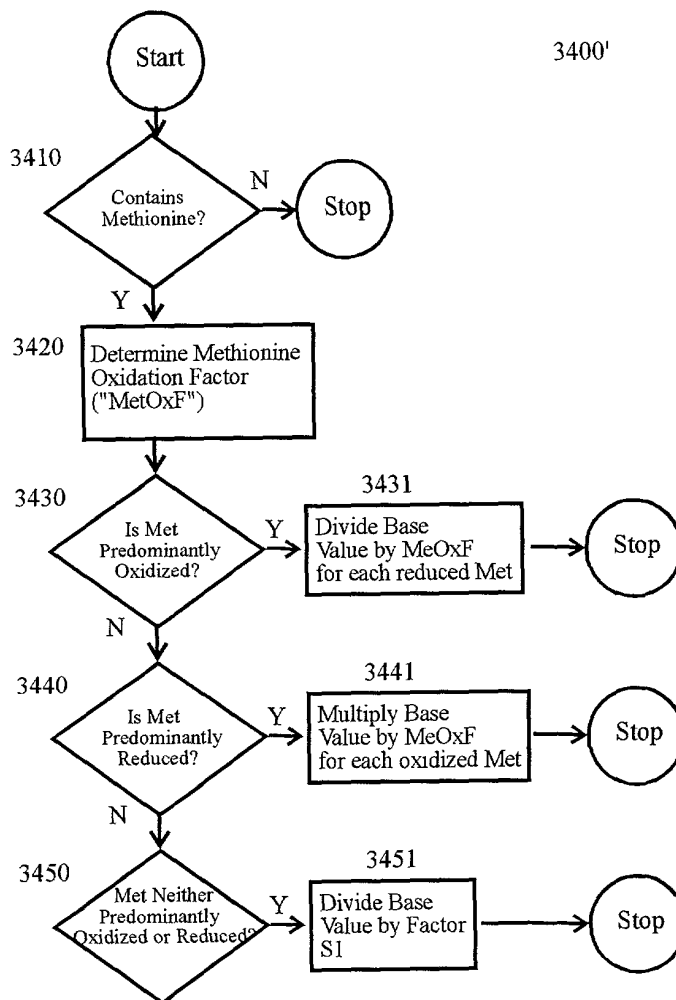 Start
3400'
3410
Contains
Methionine?
N
Stop
Y
3420
Determine Methionine
Oxidation Factor
("MetOxF")
3430
Is Met
Predominantly
Oxidized?
Y
3431
Divide Base
Value by MeOxF
for each reduced Met
Stop
N
3440
Is Met
Predominantly
Reduced?
Y
3441
Multiply Base
Value by MeOxF
for each oxidized Met
Stop
N
3450
Met Neither
Predominantly
Oxidized or Reduced?
Y
3451
Divide Base
Value by Factor
S1
Stop